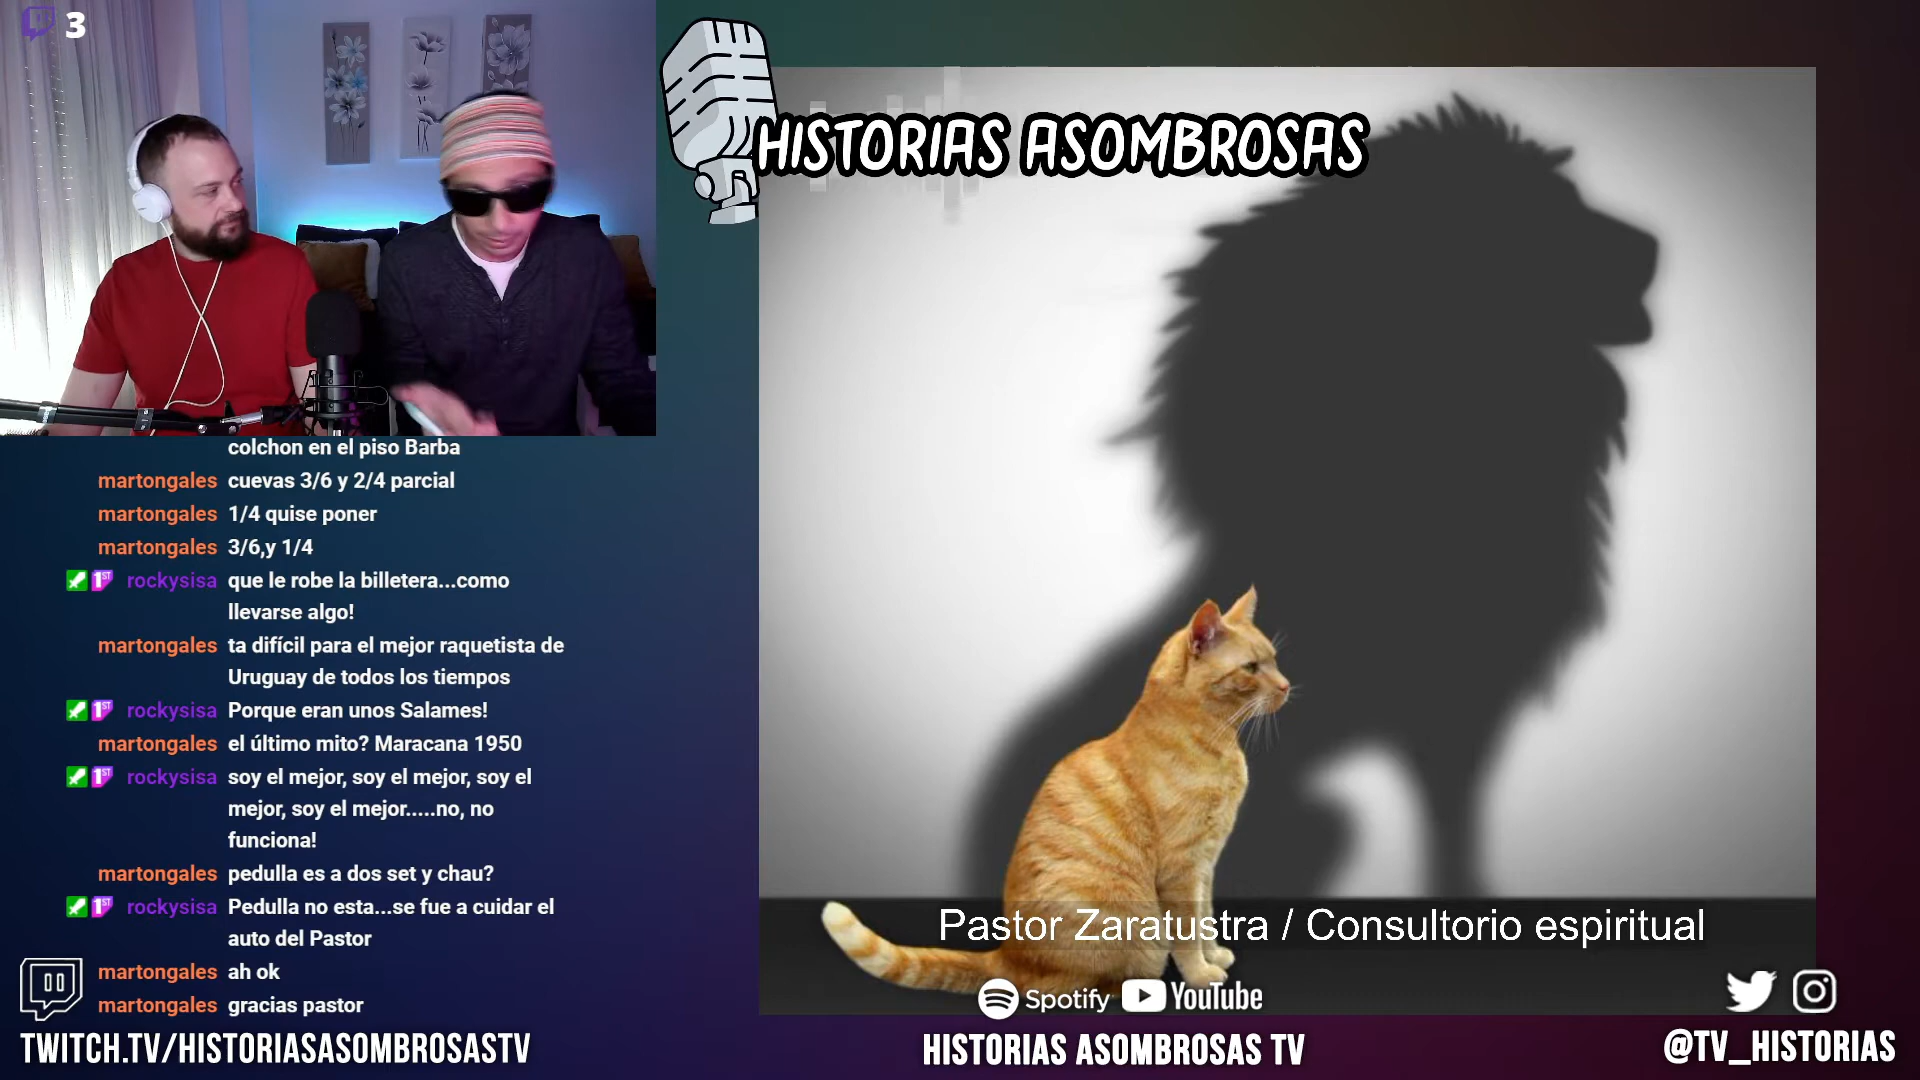 3
HISTORIAS ASOMBROSAS
colchon en el piso Barba
martongales cuevas 3/6 y 2/4 parcial
martongales 1/4 quise poner
martongales 3/6,y 1/4
1ST rockysisa que le robe la billetera...como
llevarse algo!
martongales ta difícil para el mejor raquetista de
Uruguay de todos los tiempos
1ST rockysisa Porque eran unos Salames!
martongales el último mito? Maracana 1950
1ST rockysisa soy el mejor, soy el mejor, soy el
mejor, soy el mejor.....no, no
funciona!
martongales pedulla es a dos set y chau?
1ST rockysisa Pedulla no esta...se fue a cuidar el
auto del Pastor
martongales ah ok
martongales gracias pastor
TWITCH.TV/HISTORIASASOMBROSASTV
Pastor Zaratustra / Consultorio espiritual
Spotify YouTube
HISTORIAS ASOMBROSAS TV
@TV_HISTORIAS